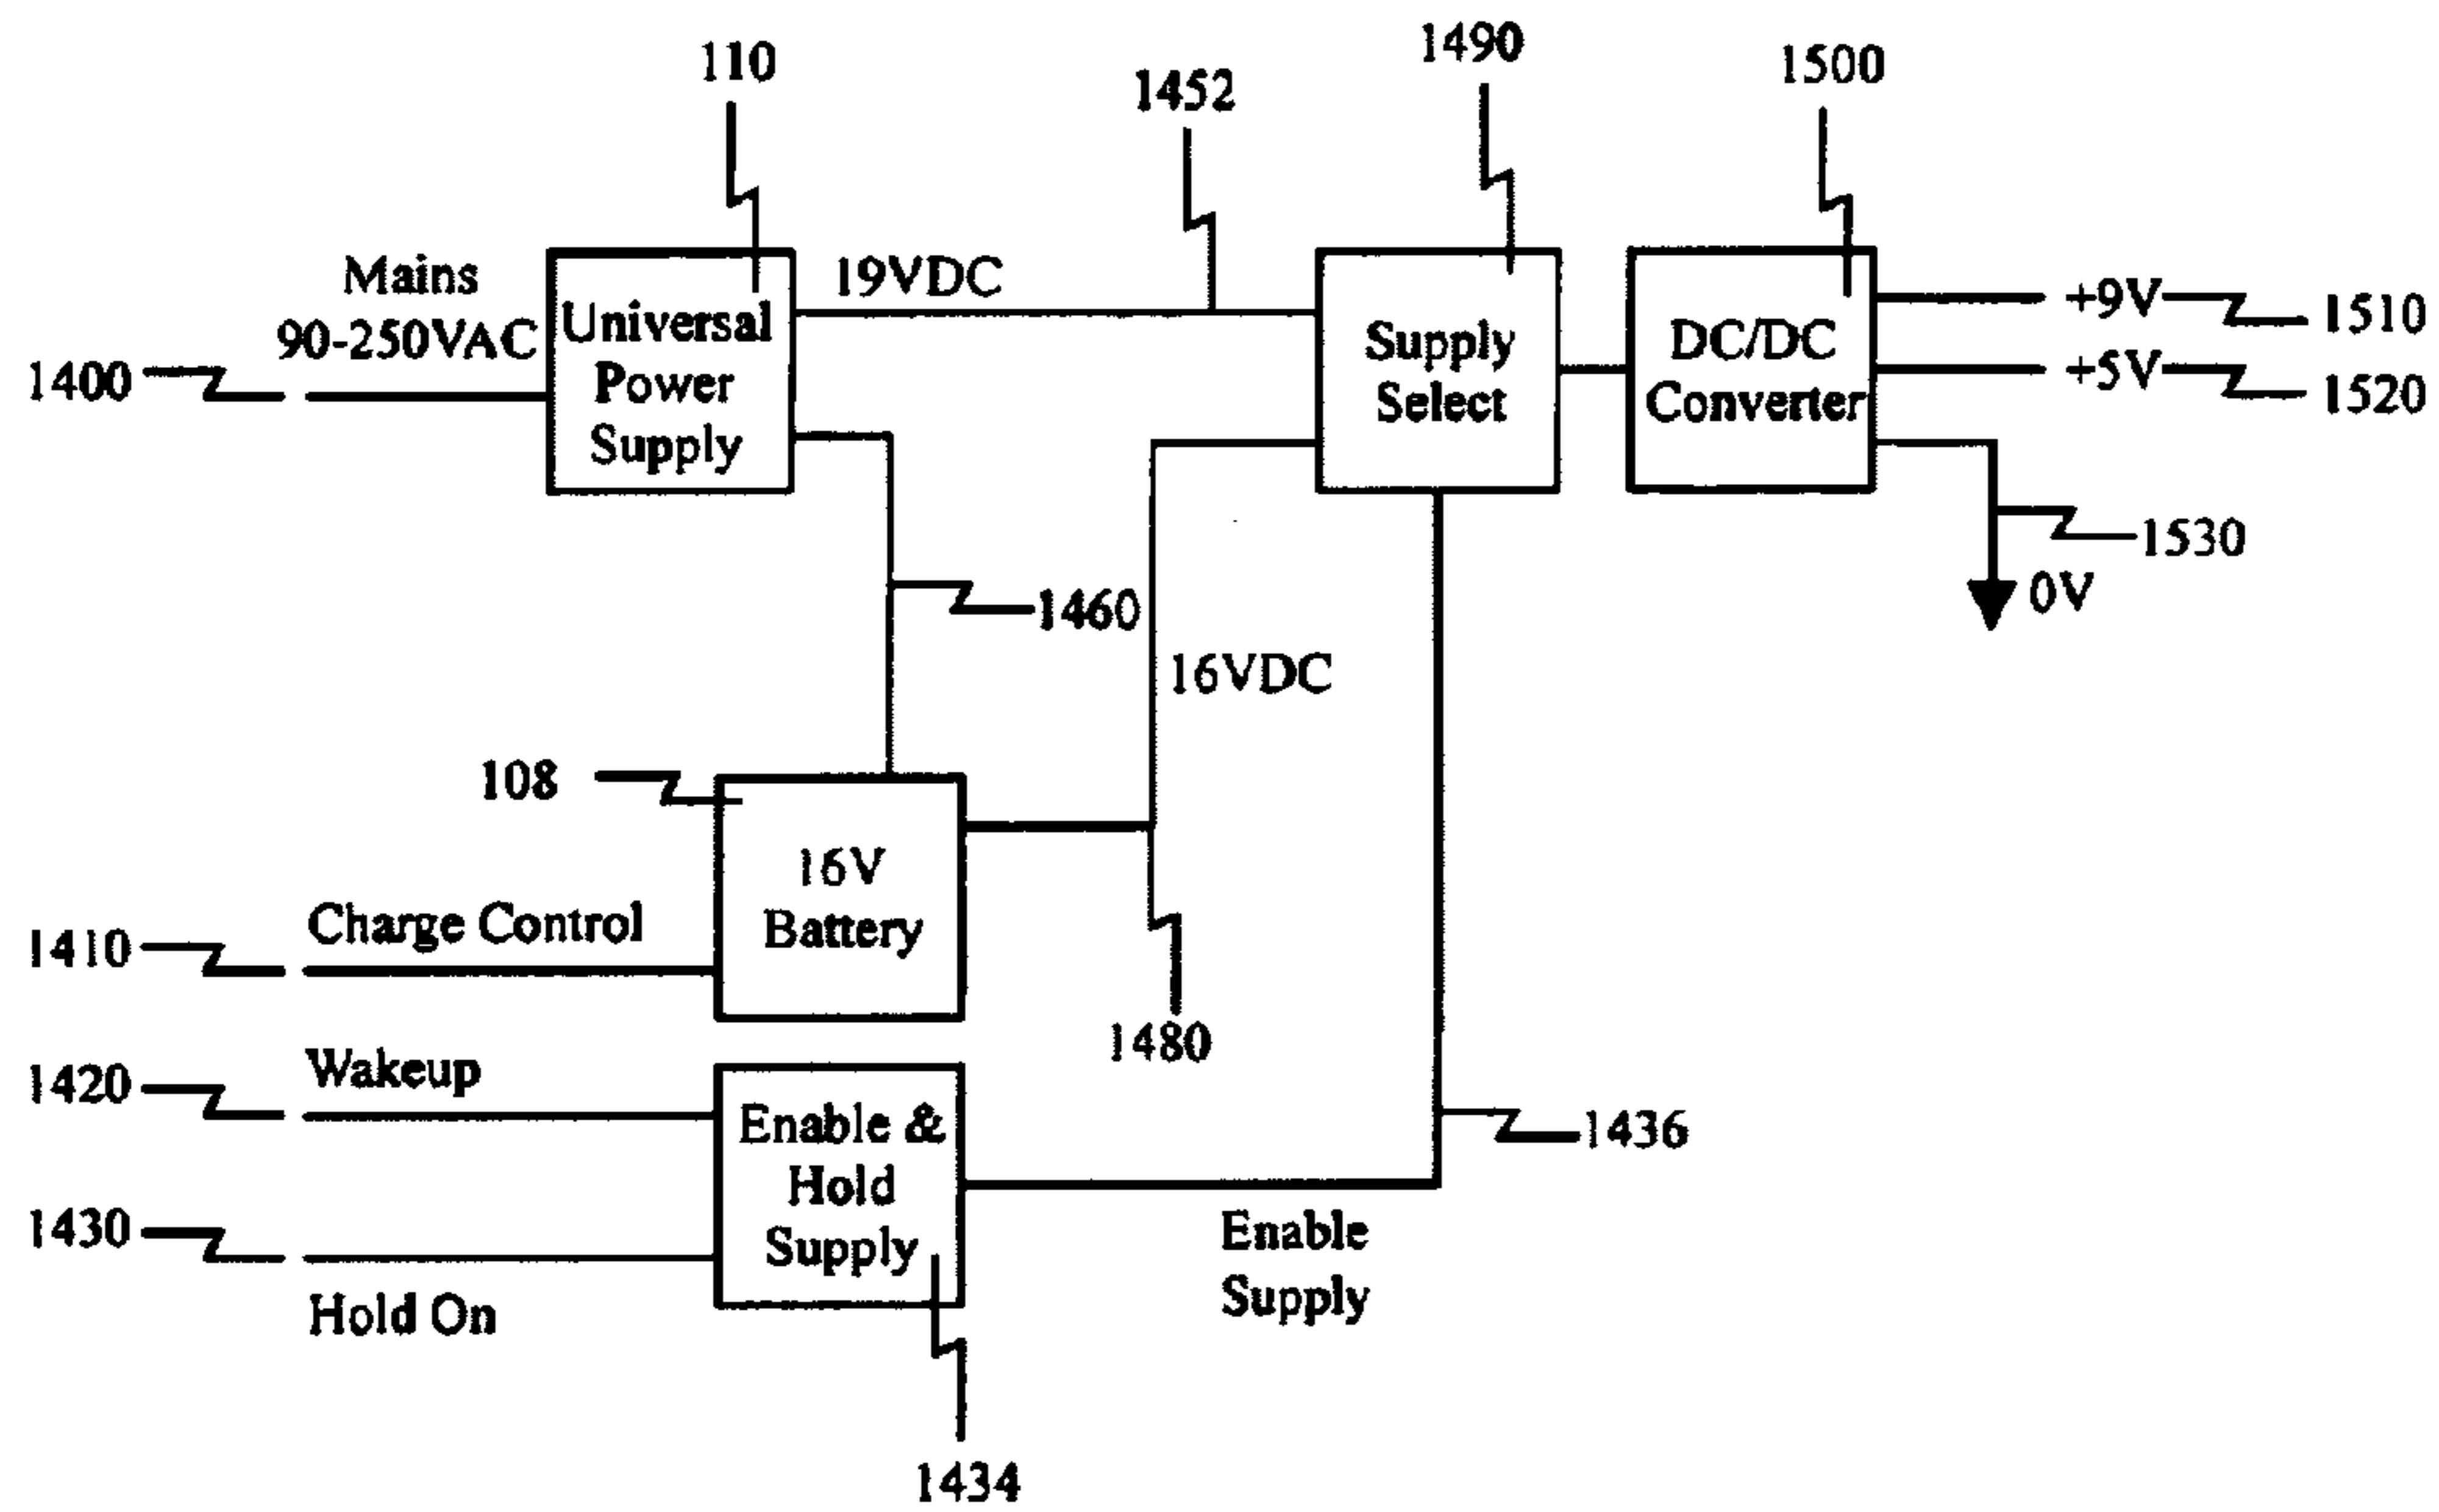 110
1452
1490
1500
Mains
90-250VAC
1400
Universal
Power
Supply
19VDC
Supply
Select
DC/DC
Converter
+9V
1510
+5V
1520
1530
0V
1460
16VDC
108
16V
Battery
1410
Charge Control
1480
1420
Wakeup
Enable &
Hold
Supply
1436
1430
Hold On
Enable
Supply
1434